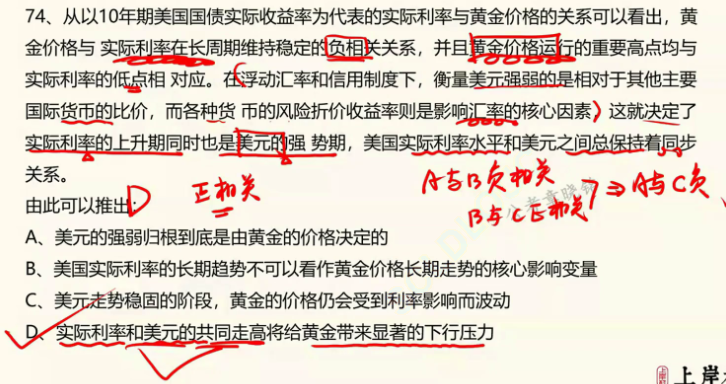 74、从以10年期美国国债实际收益率为代表的实际利率与黄金价格的关系可以看出，黄
金价格与 实际利率在长周期维持稳定的负相关关系，并且黄金价格运行的重要高点均与
实际利率的低点相 对应。在浮动汇率和信用制度下，衡量美元强弱的是相对于其他主要
国际货币的比价，而各种货 币的风险折价收益率则是影响汇率的核心因素，这就决定了
实际利率的上升期同时也是美元的强 势期，美国实际利率水平和美元之间总保持着同步
关系。
正相关
A与B负相关
B与C正相关
⇒A与C负
由此可以推出：
D
A、美元的强弱归根到底是由黄金的价格决定的
B、美国实际利率的长期趋势不可以看作黄金价格长期走势的核心影响变量
C、美元走势稳固的阶段，黄金的价格仍会受到利率影响而波动
D、实际利率和美元的共同走高将给黄金带来显著的下行压力
上岸